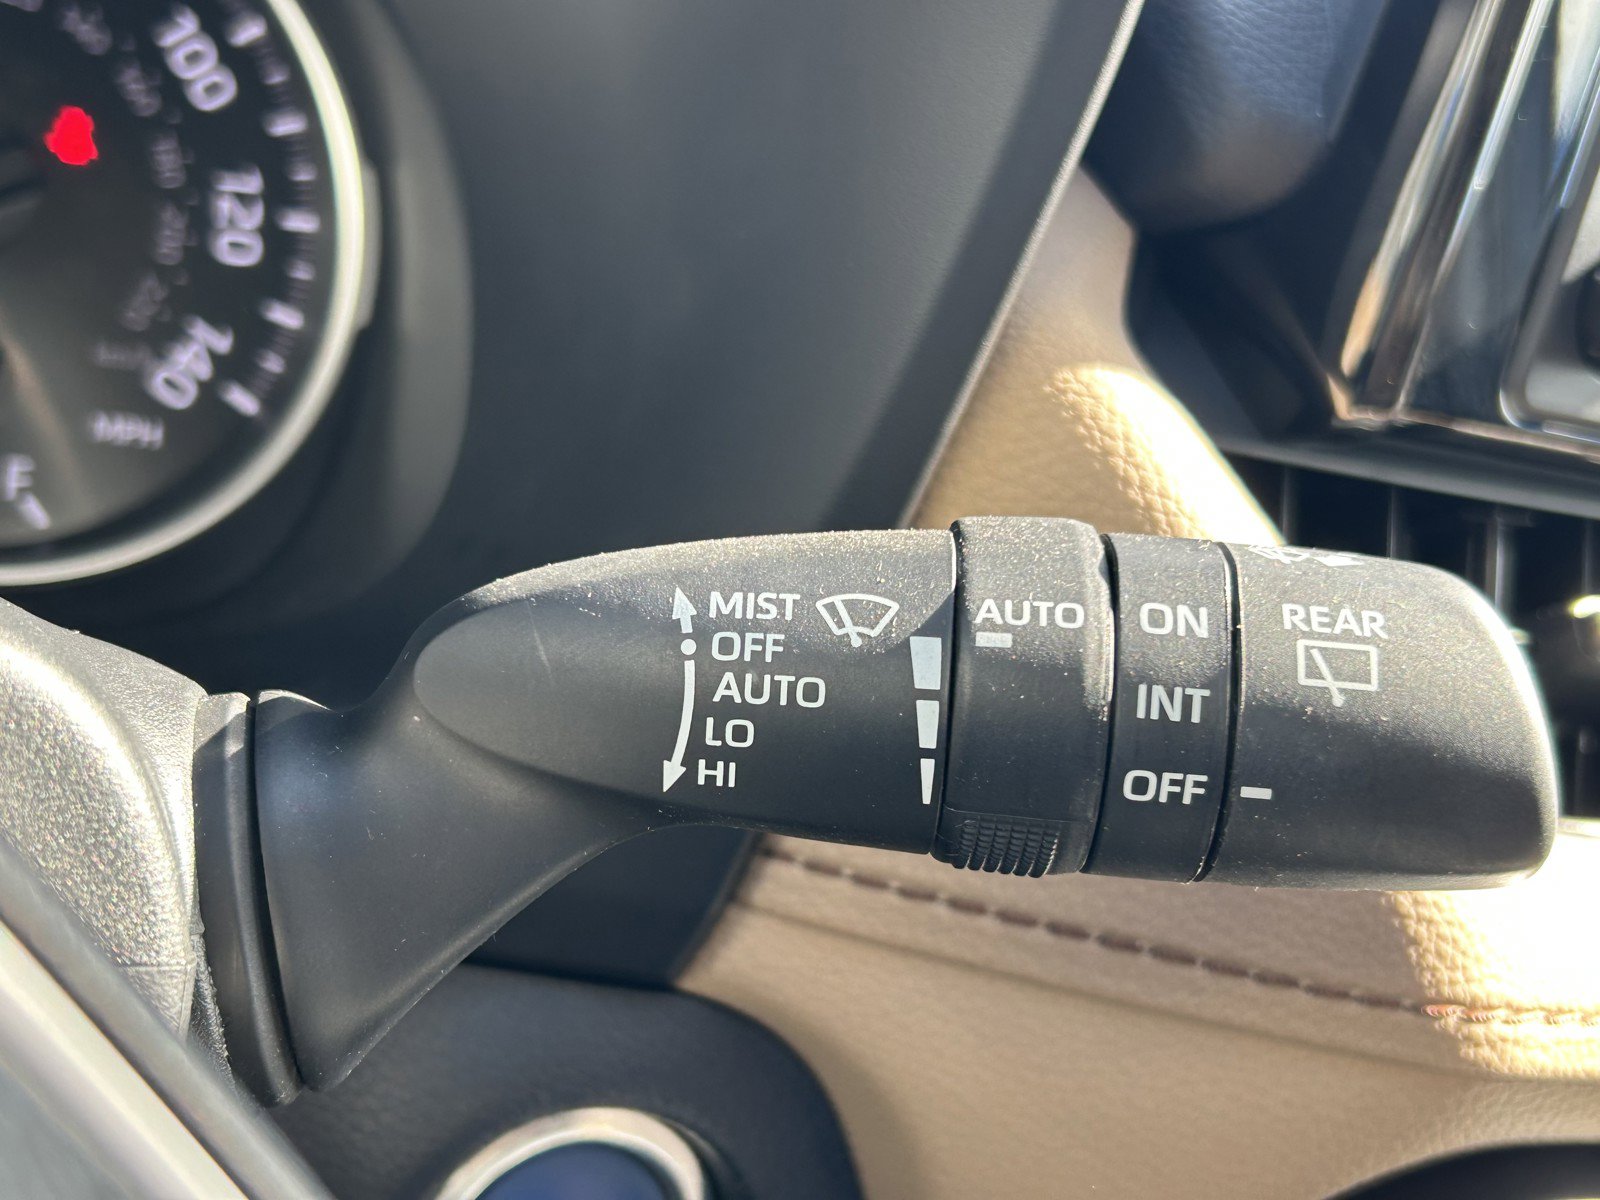 100
120
140
MPH
F
MIST
OFF
AUTO
LO
HI
AUTO
ON
INT
OFF
REAR